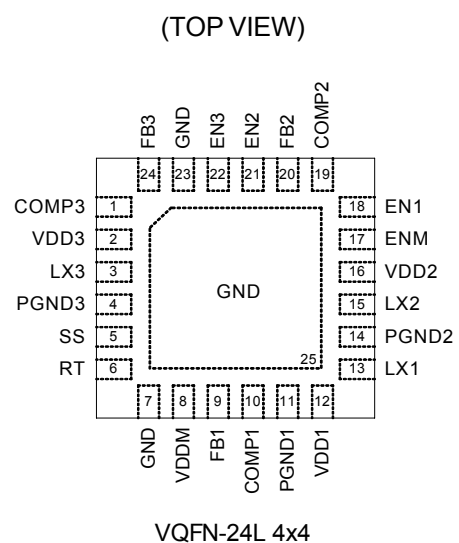 (TOP VIEW)
FB3
GND
EN3
EN2
FB2
COMP2
24
23
22
21
20
19
COMP3 1
VDD3 2
LX3 3
PGND3 4
SS 5
RT 6
18 EN1
17 ENM
16 VDD2
15 LX2
14 PGND2
13 LX1
GND
25
7
8
9
10
11
12
GND
VDDM
FB1
COMP1
PGND1
VDD1
VQFN-24L 4x4